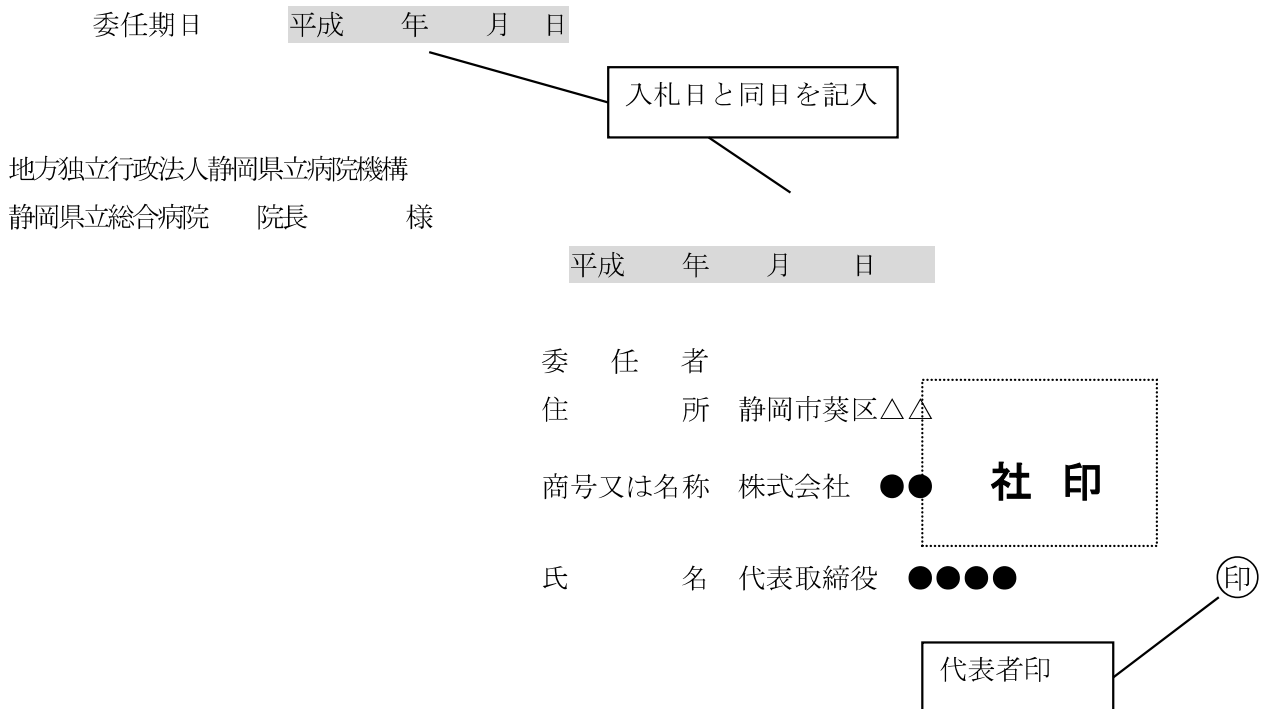 委任期日　平成　年　月　日
入札日と同日を記入
地方独立行政法人静岡県立病院機構
静岡県立総合病院　院長　様
平成　年　月　日
委任者
住所　静岡市葵区△△
商号又は名称　株式会社　●●
社印
氏名　代表取締役　●●●●　㊞
代表者印